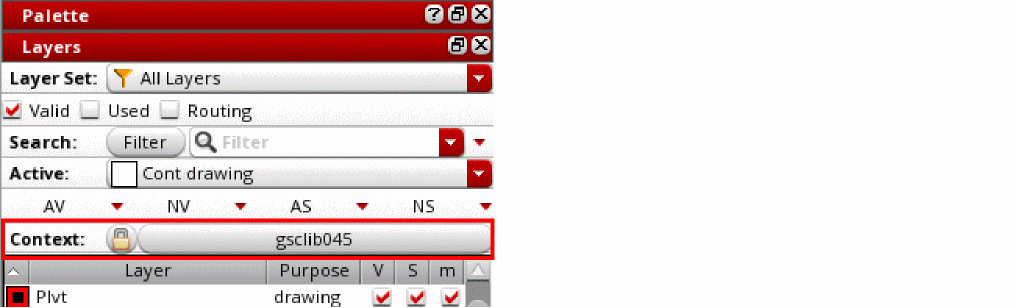 Palette
Layers
Layer Set: All Layers
Valid Used Routing
Search: Filter Filter
Active: Cont drawing
AV NV AS NS
Context: gsclib045
Layer Purpose V S m
Plvt drawing